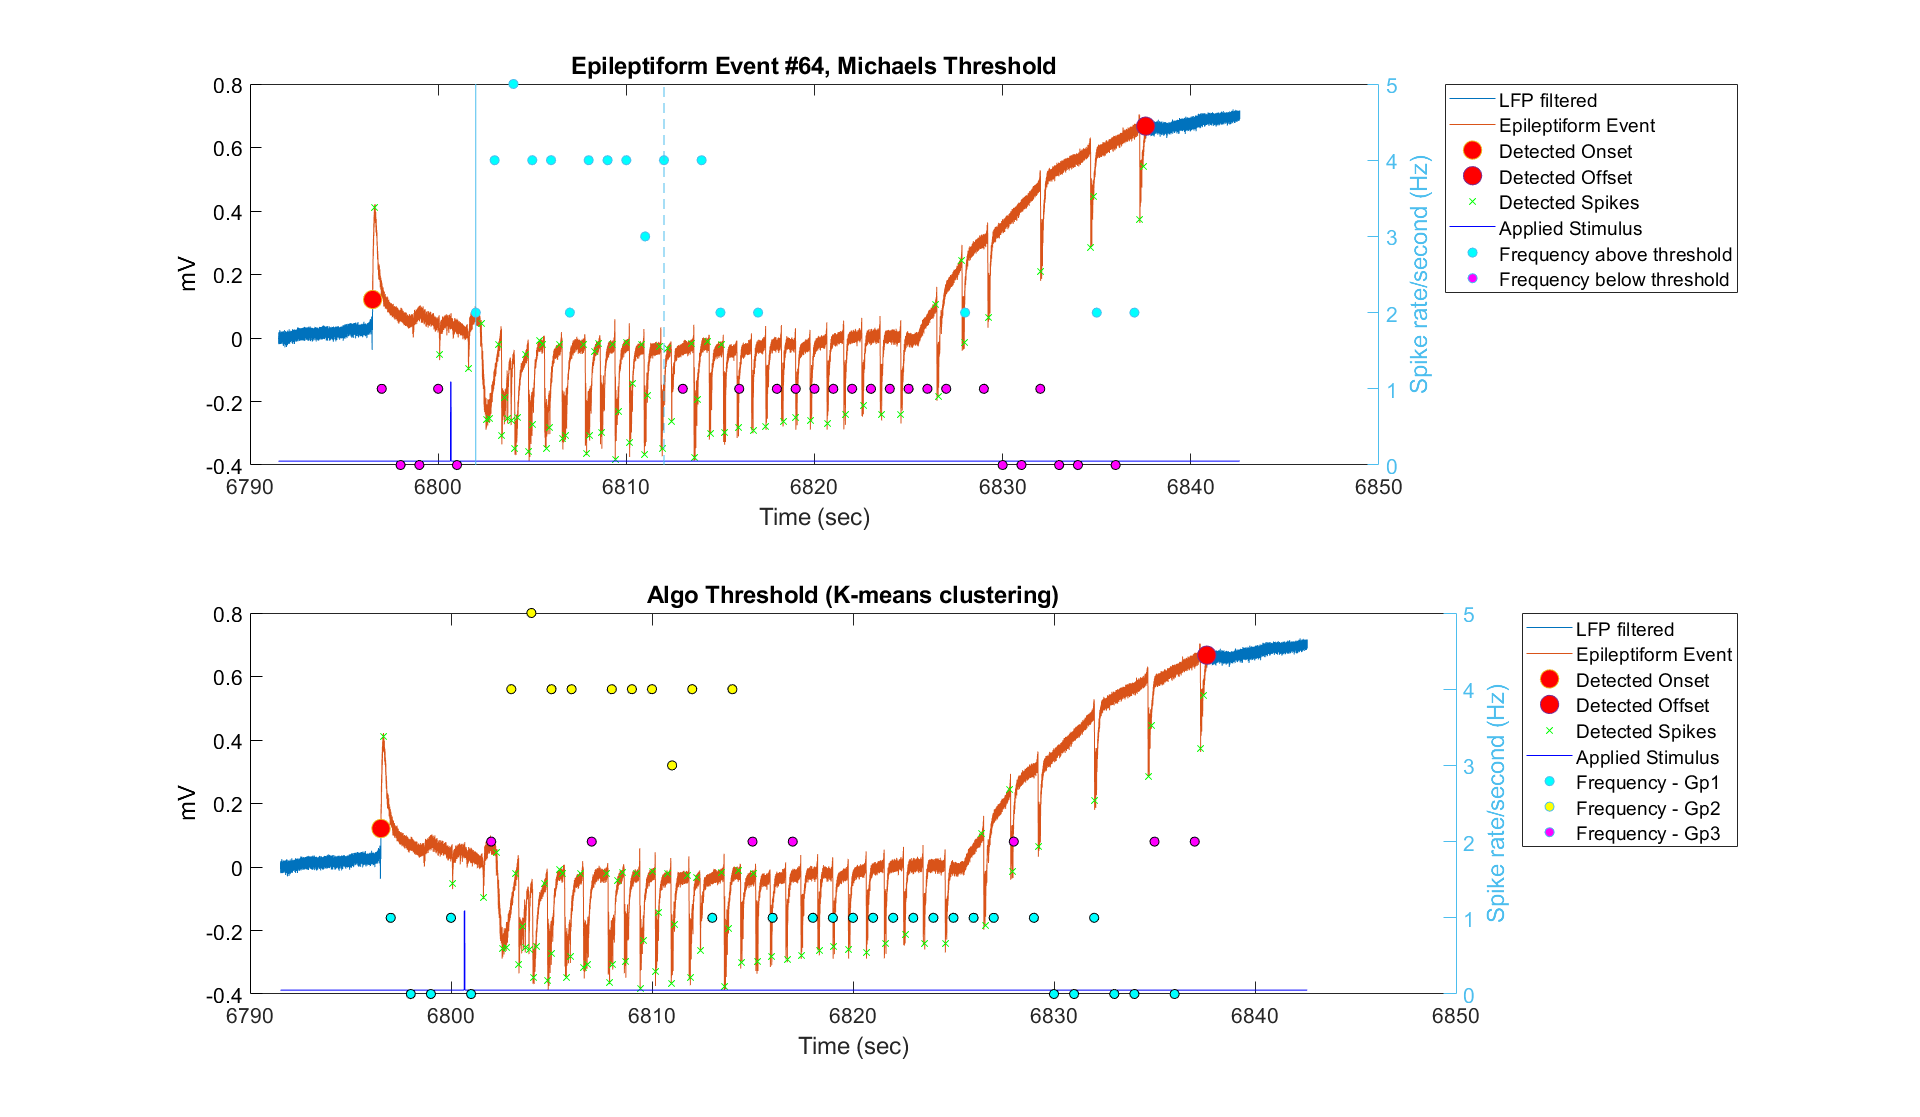 Epileptiform Event #64, Michaels Threshold
0.8
0.6
0.4
0.2
0
-0.2
-0.4
mV
6790
6800
6810
6820
6830
6840
6850
Time (sec)
5
4
3
2
1
0
Spike rate/second (Hz)
LFP filtered
Epileptiform Event
Detected Onset
Detected Offset
Detected Spikes
Applied Stimulus
Frequency above threshold
Frequency below threshold
Algo Threshold (K-means clustering)
0.8
0.6
0.4
0.2
0
-0.2
-0.4
mV
6790
6800
6810
6820
6830
6840
6850
Time (sec)
5
4
3
2
1
0
Spike rate/second (Hz)
LFP filtered
Epileptiform Event
Detected Onset
Detected Offset
Detected Spikes
Applied Stimulus
Frequency - Gp1
Frequency - Gp2
Frequency - Gp3